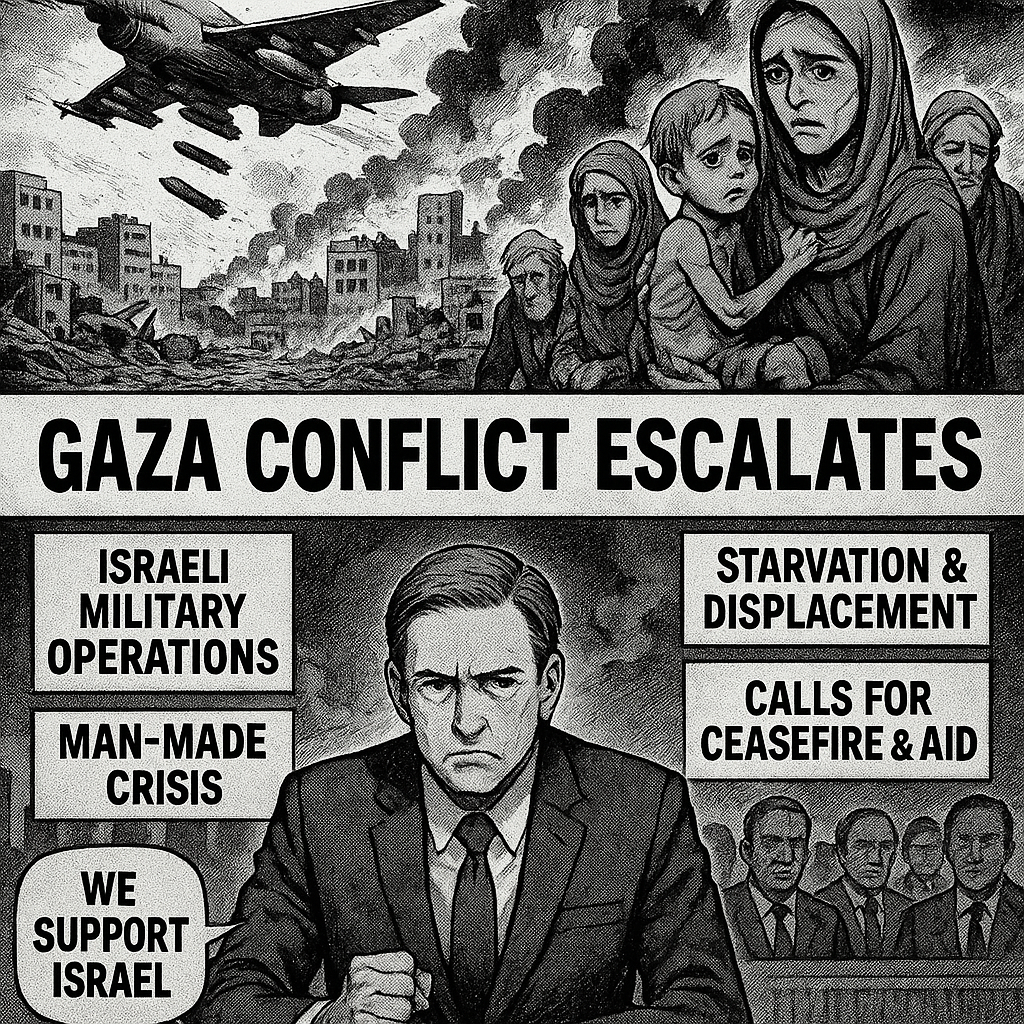 GAZA CONFLICT ESCALATES
ISRAELI
MILITARY
OPERATIONS
MAN-MADE
CRISIS
WE
SUPPORT
ISRAEL
STARVATION &
DISPLACEMENT
CALLS FOR
CEASEFIRE & AID